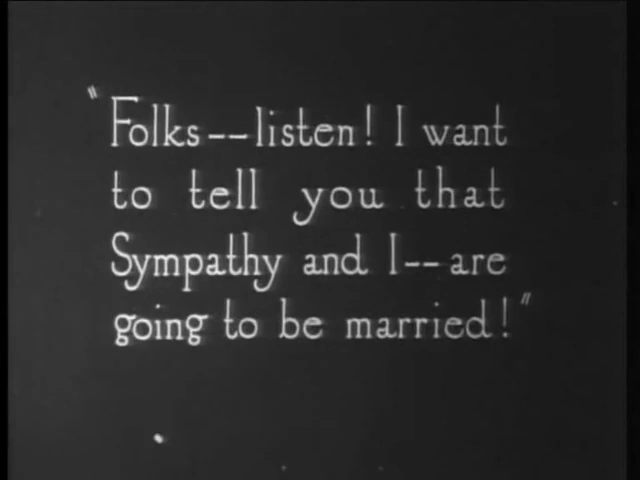 "Folks--listen! I want
to tell you that
Sympathy and I--are
going to be married!"